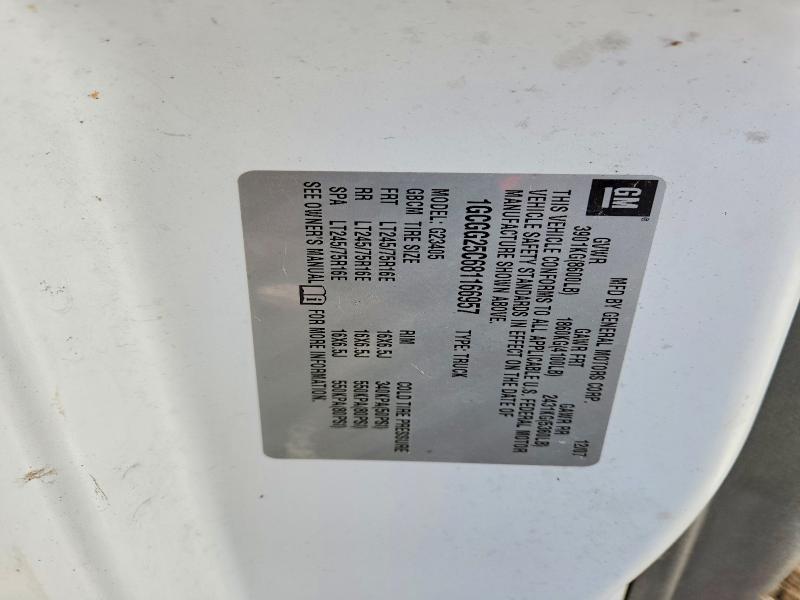 GM® MFD BY GENERAL MOTORS CORP. 12/07
GVWR GAWR FRT GAWR RR
3901KG(8600LB) 1860KG(4100LB) 2431KG(5360LB)
THIS VEHICLE CONFORMS TO ALL APPLICABLE U.S. FEDERAL MOTOR
VEHICLE SAFETY STANDARDS IN EFFECT ON THE DATE OF
MANUFACTURE SHOWN ABOVE.
1GCGG25C681166957 TYPE: TRUCK
MODEL: G23405
GBCM TIRE SIZE RIM COLD TIRE PRESSURE
FRT LT245/75R16E 16X6.5J 340KPA(50PSI)
RR LT245/75R16E 16X6.5J 550KPA(80PSI)
SPA LT245/75R16E 16X6.5J 550KPA(80PSI)
SEE OWNER'S MANUAL FOR MORE INFORMATION.